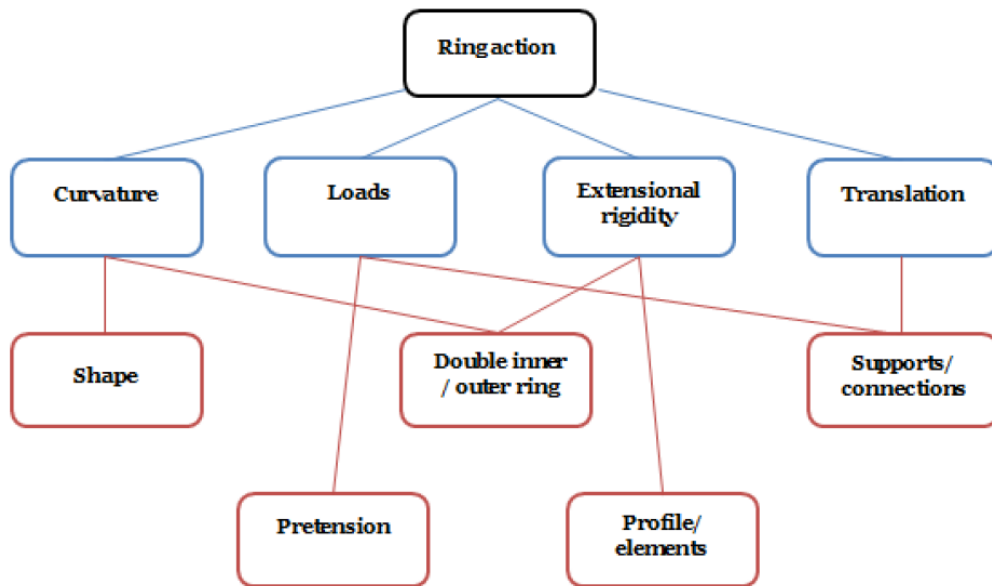 Ring action
Curvature
Loads
Extensional
rigidity
Translation
Shape
Double inner
/ outer ring
Supports/
connections
Pretension
Profile/
elements